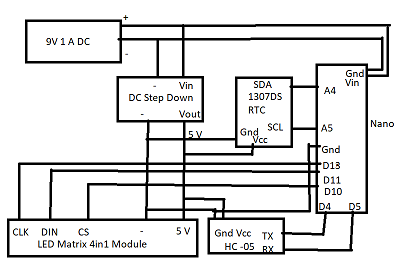 +
9V 1 A DC
-
- Vin
DC Step Down
Vout
5 V
SDA
1307DS
RTC
SCL
Gnd
Vcc
Gnd
Vin
A4
Nano
A5
Gnd
D13
D11
D10
D4 D5
CLK DIN CS - 5 V
LED Matrix 4in1 Module
Gnd Vcc TX
HC -05 RX